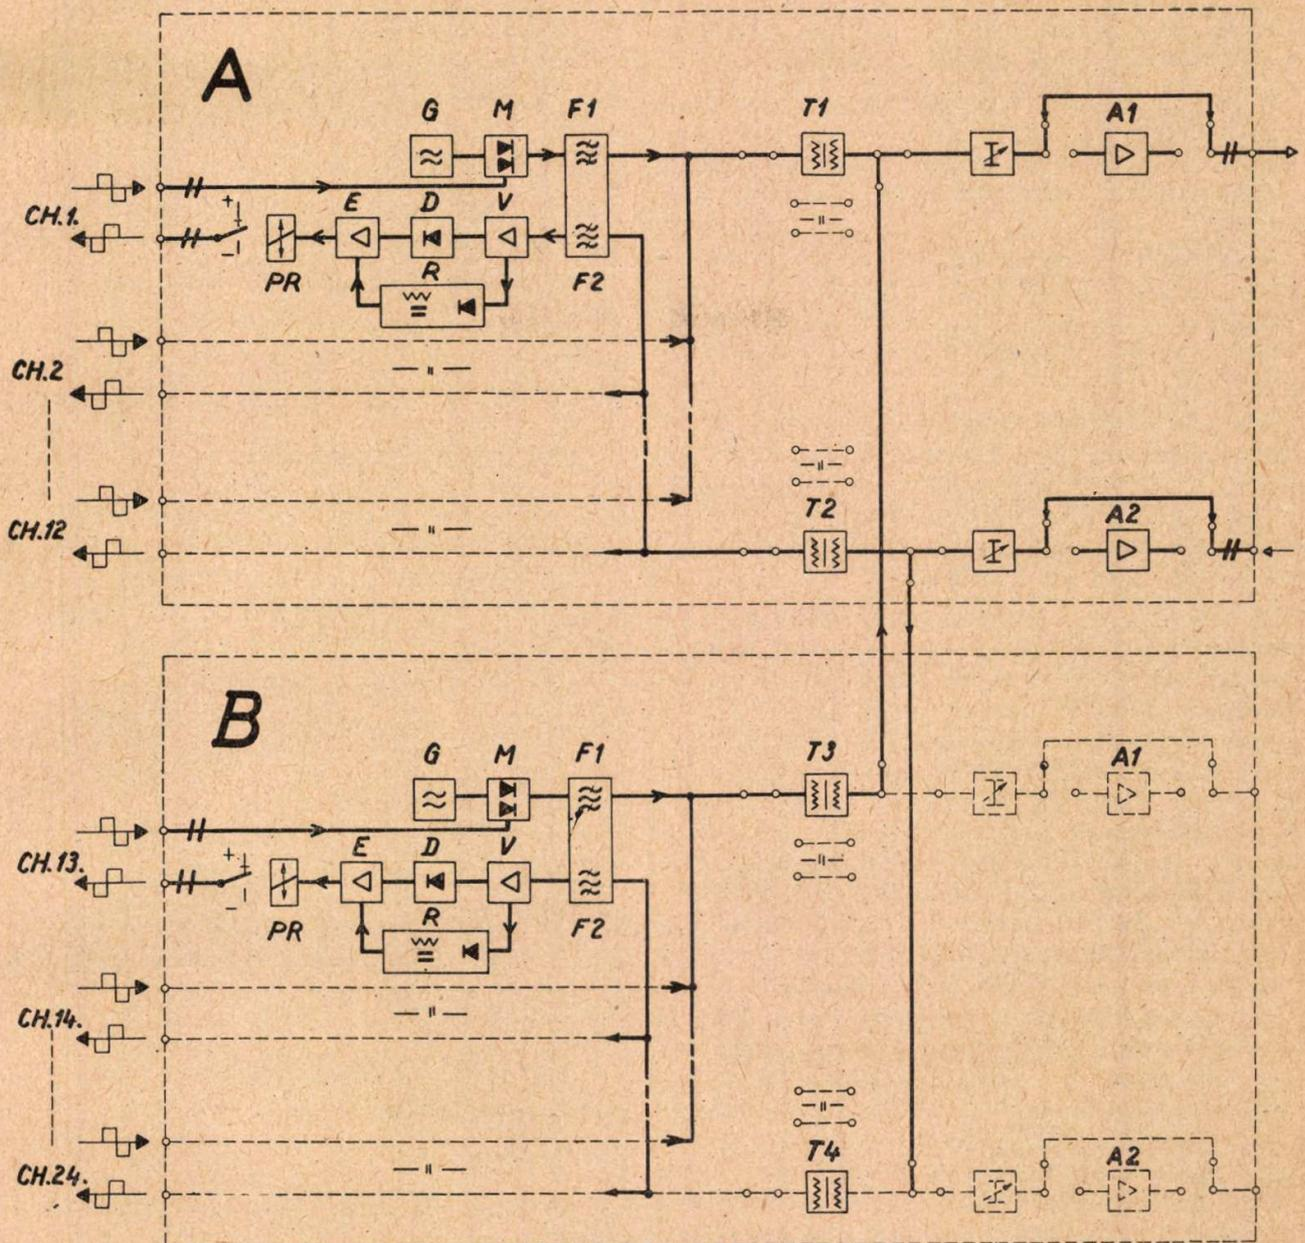 A
G M F1 T1 A1
CH.1. E D V
PR R F2
CH.2
T2 A2
CH.12
B
G M F1 T3 A1
CH.13. E D V
PR R F2
CH.14.
T4 A2
CH.24.